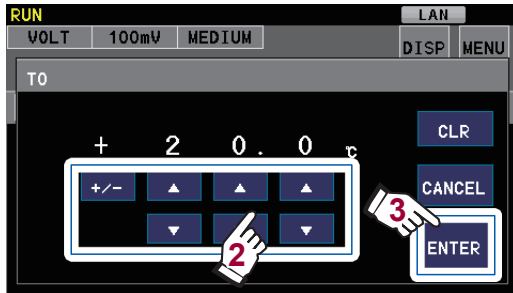 RUN LAN
VOLT 100mV MEDIUM DISP MENU
T0
CLR
+ 2 0. 0 ℃
+/- ▲ ▲ ▲
CANCEL
3
▼ ▼
2
ENTER